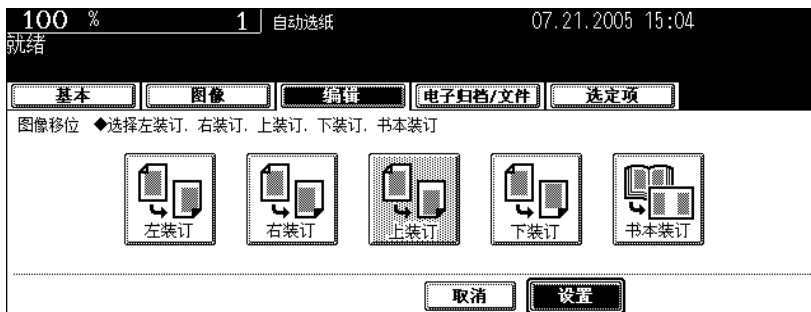 100 % 1 自动选纸 07.21.2005 15:04
就绪
基本 图像 编辑 电子归档/文件 选定项
图像移位 ◆选择左装订, 右装订, 上装订, 下装订, 书本装订
左装订 右装订 上装订 下装订 书本装订
取消 设置